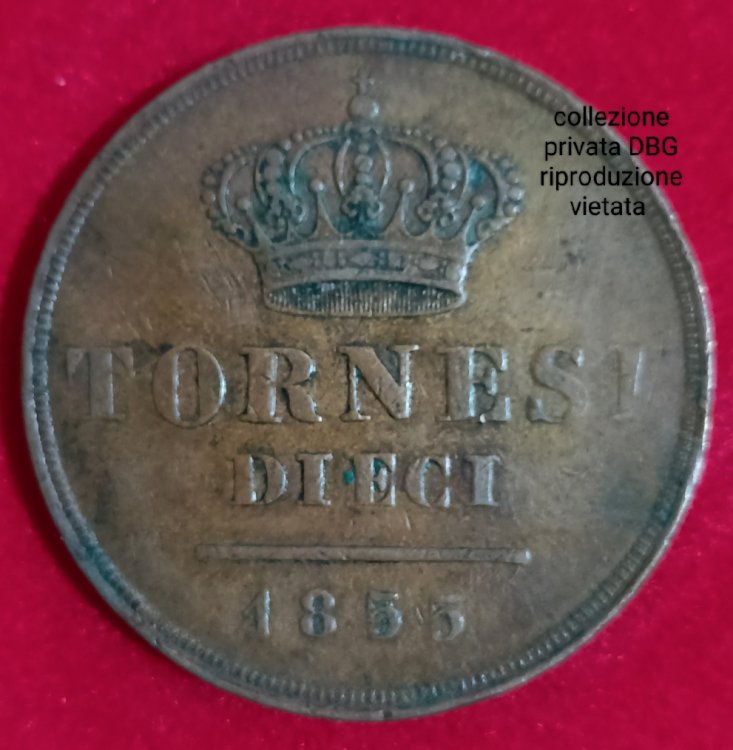 collezione
privata DBG
riproduzione
vietata
TORNESI
DIECI
1855